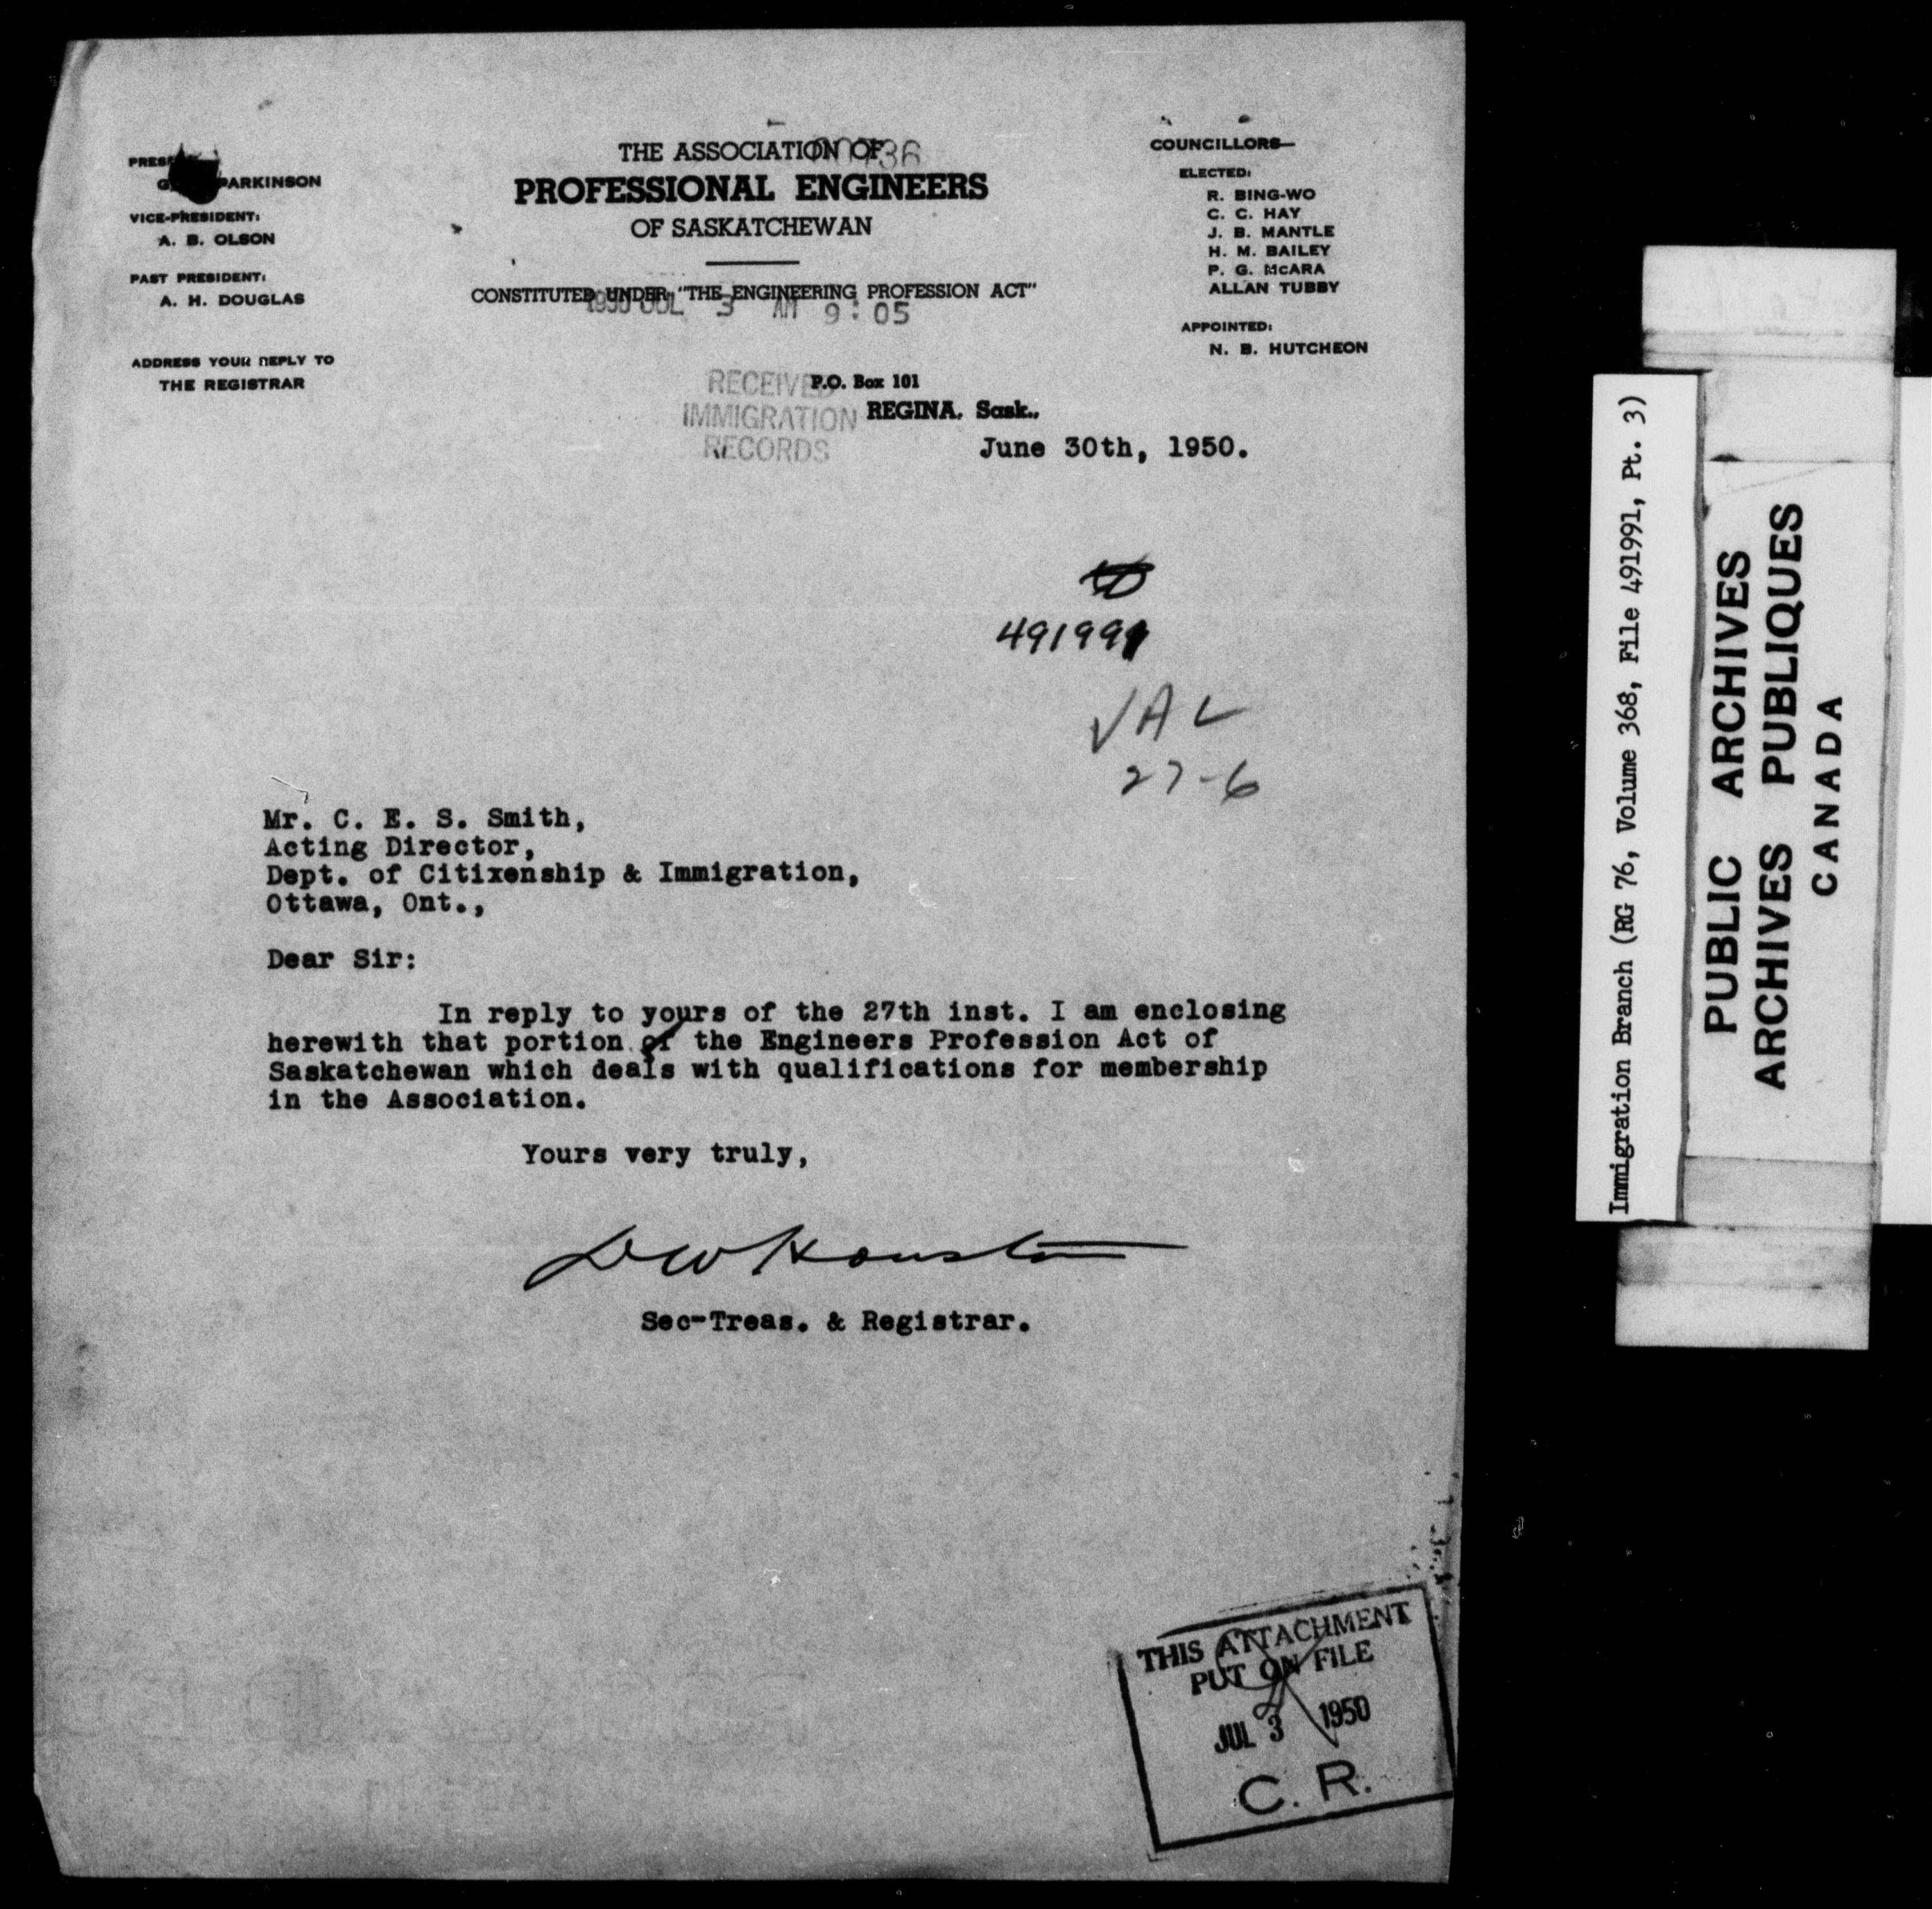 THE ASSOCIATION OF
PROFESSIONAL ENGINEERS
OF SASKATCHEWAN
CONSTITUTED UNDER "THE ENGINEERING PROFESSION ACT"
1950 JUL 3 AM 9:05
PARKINSON
VICE-PRESIDENT:
A. B. OLSON
PAST PRESIDENT:
A. H. DOUGLAS
ADDRESS YOUR REPLY TO
THE REGISTRAR
COUNCILLORS—
ELECTED:
R. BING-WO
C. C. HAY
J. B. MANTLE
H. M. BAILEY
P. G. McARA
ALLAN TUBBY
APPOINTED:
N. B. HUTCHEON
RECEIVED
IMMIGRATION
RECORDS
P.O. Box 101
REGINA, Sask.,
June 30th, 1950.
491991
VAL
27-6
Mr. C. E. S. Smith,
Acting Director,
Dept. of Citixenship & Immigration,
Ottawa, Ont.,
Dear Sir:
In reply to yours of the 27th inst. I am enclosing
herewith that portion of the Engineers Profession Act of
Saskatchewan which deals with qualifications for membership
in the Association.
Yours very truly,
D W Houston
Sec-Treas. & Registrar.
THIS ATTACHMENT
PUT ON FILE
JUL 3 1950
C. R.
Immigration Branch (RG 76, Volume 368, File 491991, Pt. 3)
PUBLIC ARCHIVES
ARCHIVES PUBLIQUES
CANADA